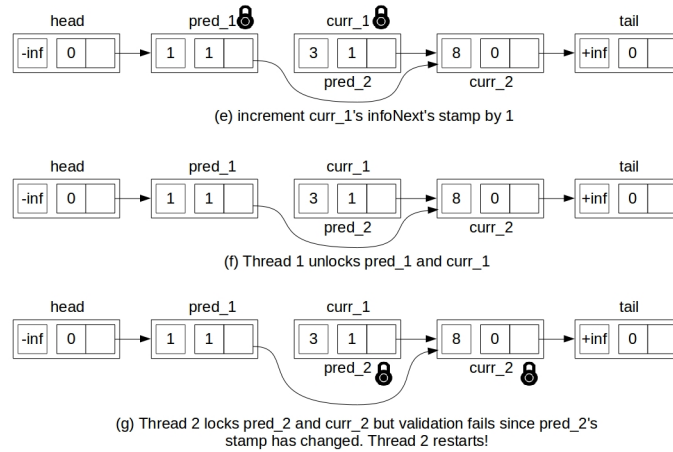 head pred_1 curr_1 tail
-inf 0 1 1 3 1 8 0 +inf 0
pred_2 curr_2
(e) increment curr_1's infoNext's stamp by 1
head pred_1 curr_1 tail
-inf 0 1 1 3 1 8 0 +inf 0
pred_2 curr_2
(f) Thread 1 unlocks pred_1 and curr_1
head pred_1 curr_1 tail
-inf 0 1 1 3 1 8 0 +inf 0
pred_2 curr_2
(g) Thread 2 locks pred_2 and curr_2 but validation fails since pred_2's
stamp has changed. Thread 2 restarts!